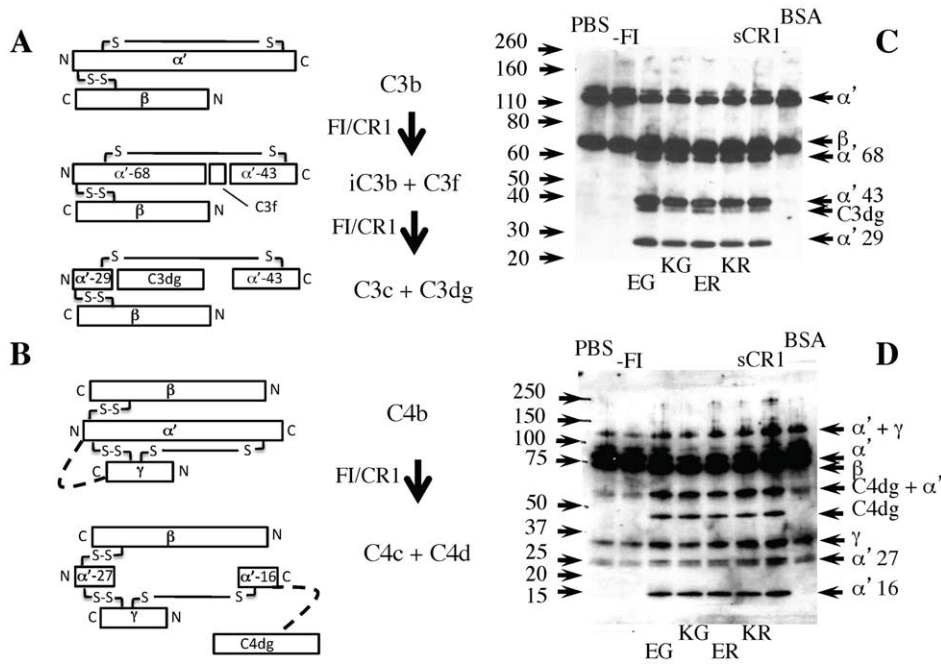 A
S S
N α' C
S-S
C β N
S S
N α'-68 α'-43 C
S-S
C3f
C β N
S S
N α'-29 C3dg α'-43 C
S-S
C β N
C3b
FI/CR1
iC3b + C3f
FI/CR1
C3c + C3dg
C
PBS -FI sCR1 BSA
260
160
110
80
60
50
40
30
20
α'
β,
α' 68
α' 43
C3dg
α' 29
KG KR
EG ER
B
C β N
S-S
N α' C
S-S S S
C γ N
C β N
S-S
N α'-27 α'-16 C
S-S S S
C γ N
C4dg
C4b
FI/CR1
C4c + C4d
D
PBS -FI sCR1 BSA
250
150
100
75
50
37
25
20
15
α' + γ
α'
β
C4dg + α'
C4dg
γ
α' 27
α' 16
KG KR
EG ER